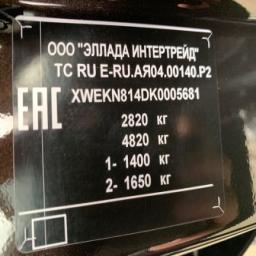 ООО "ЭЛЛАДА ИНТЕРТРЕЙД"
ТС RU E-RU.АЯ04.00140.Р2
EAC
XWEKN814DK0005681
2820 кг
4820 кг
1- 1400 кг
2- 1650 кг